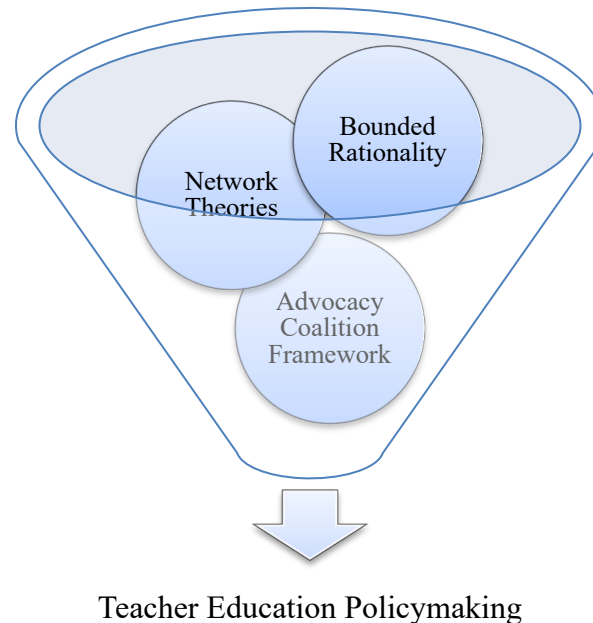 Bounded
Rationality
Network
Theories
Advocacy
Coalition
Framework
Teacher Education Policymaking